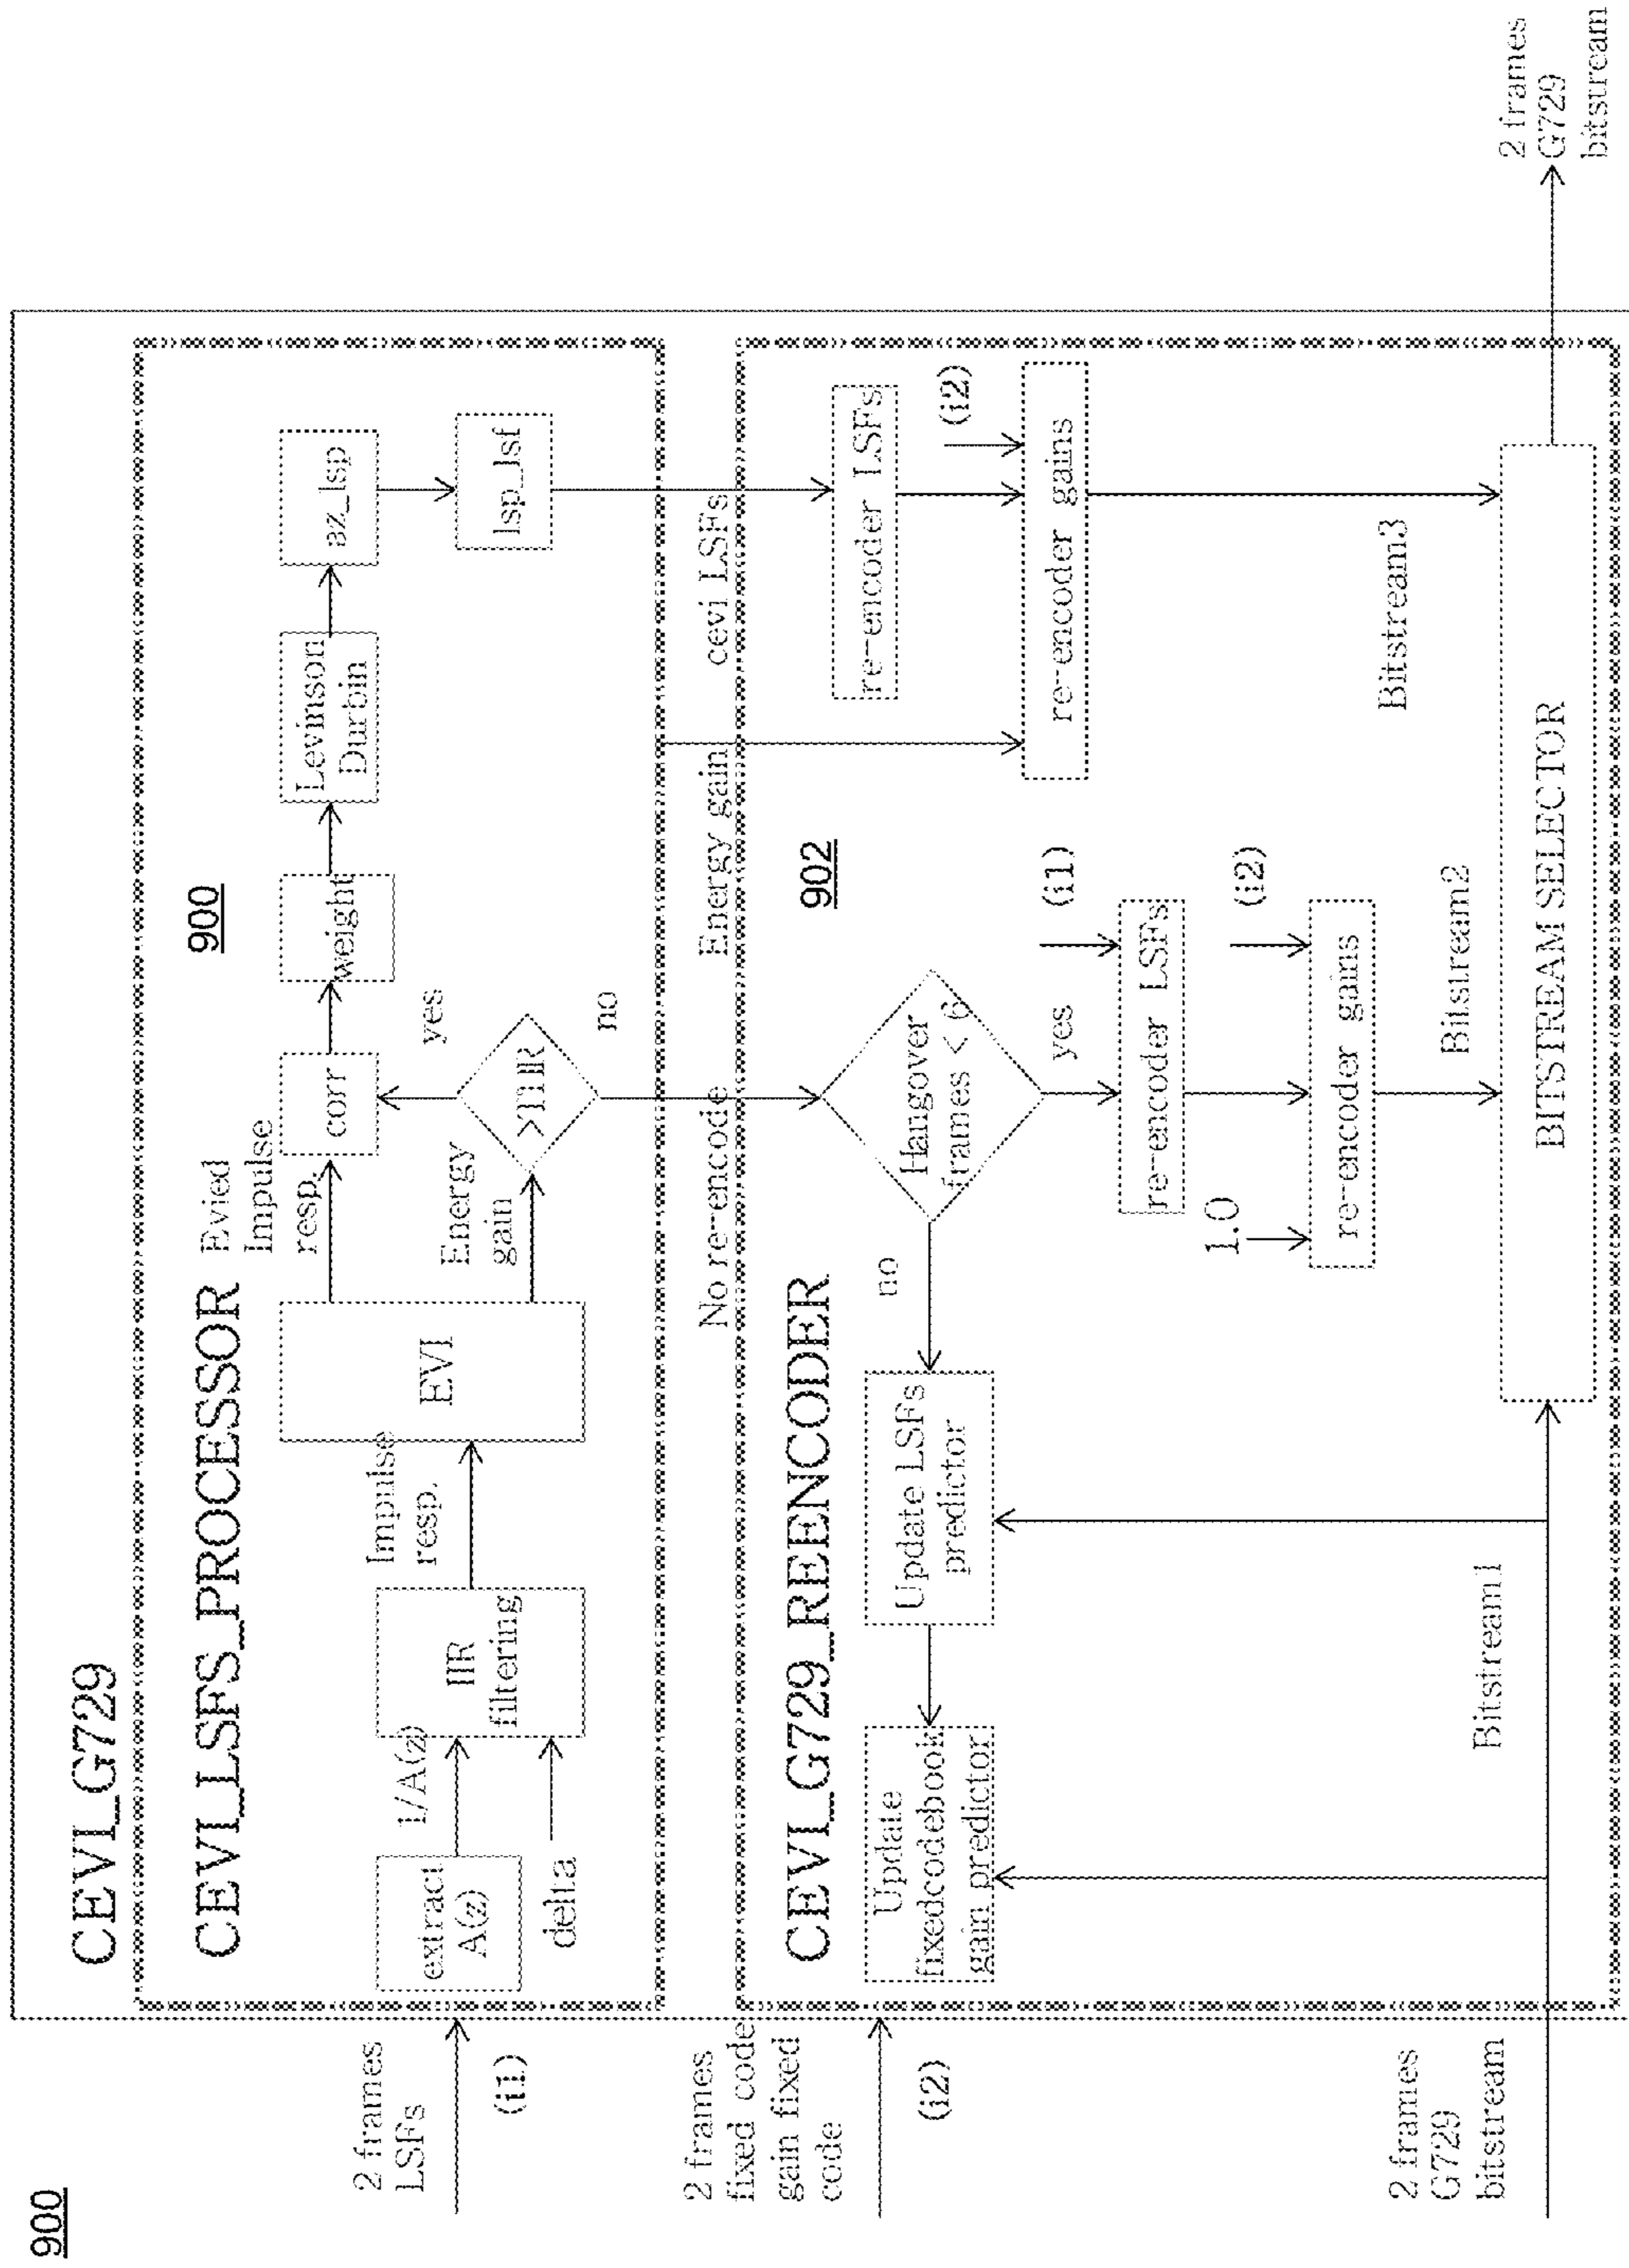 900
CEVI_G729
CEVI_LSFS_PROCESSOR
900
2 frames
LSFs
(i1)
extract
A(z)
1/A(z)
delta
IIR
filtering
Impulse
resp.
EVI
Evied
Impulse
resp.
Energy
gain
corr
yes
>THR
no
weight
Levinson
Durbin
az_lsp
lsp_lsf
No re-encode
Energy gain
cevi LSFs
CEVI_G729_REENCODER
902
2 frames
fixed code
gain fixed
code
(i2)
Update
fixedcodebook
gain predictor
Update LSFs
predictor
no
Hangover
frames < 6
yes
(i1)
re-encoder LSFs
1.0
(i2)
re-encoder gains
re-encoder LSFs
(i2)
re-encoder gains
Bitstream1
Bitstream2
Bitstream3
BITSTREAM SELECTOR
2 frames
G729
bitstream
2 frames
G729
bitsuream